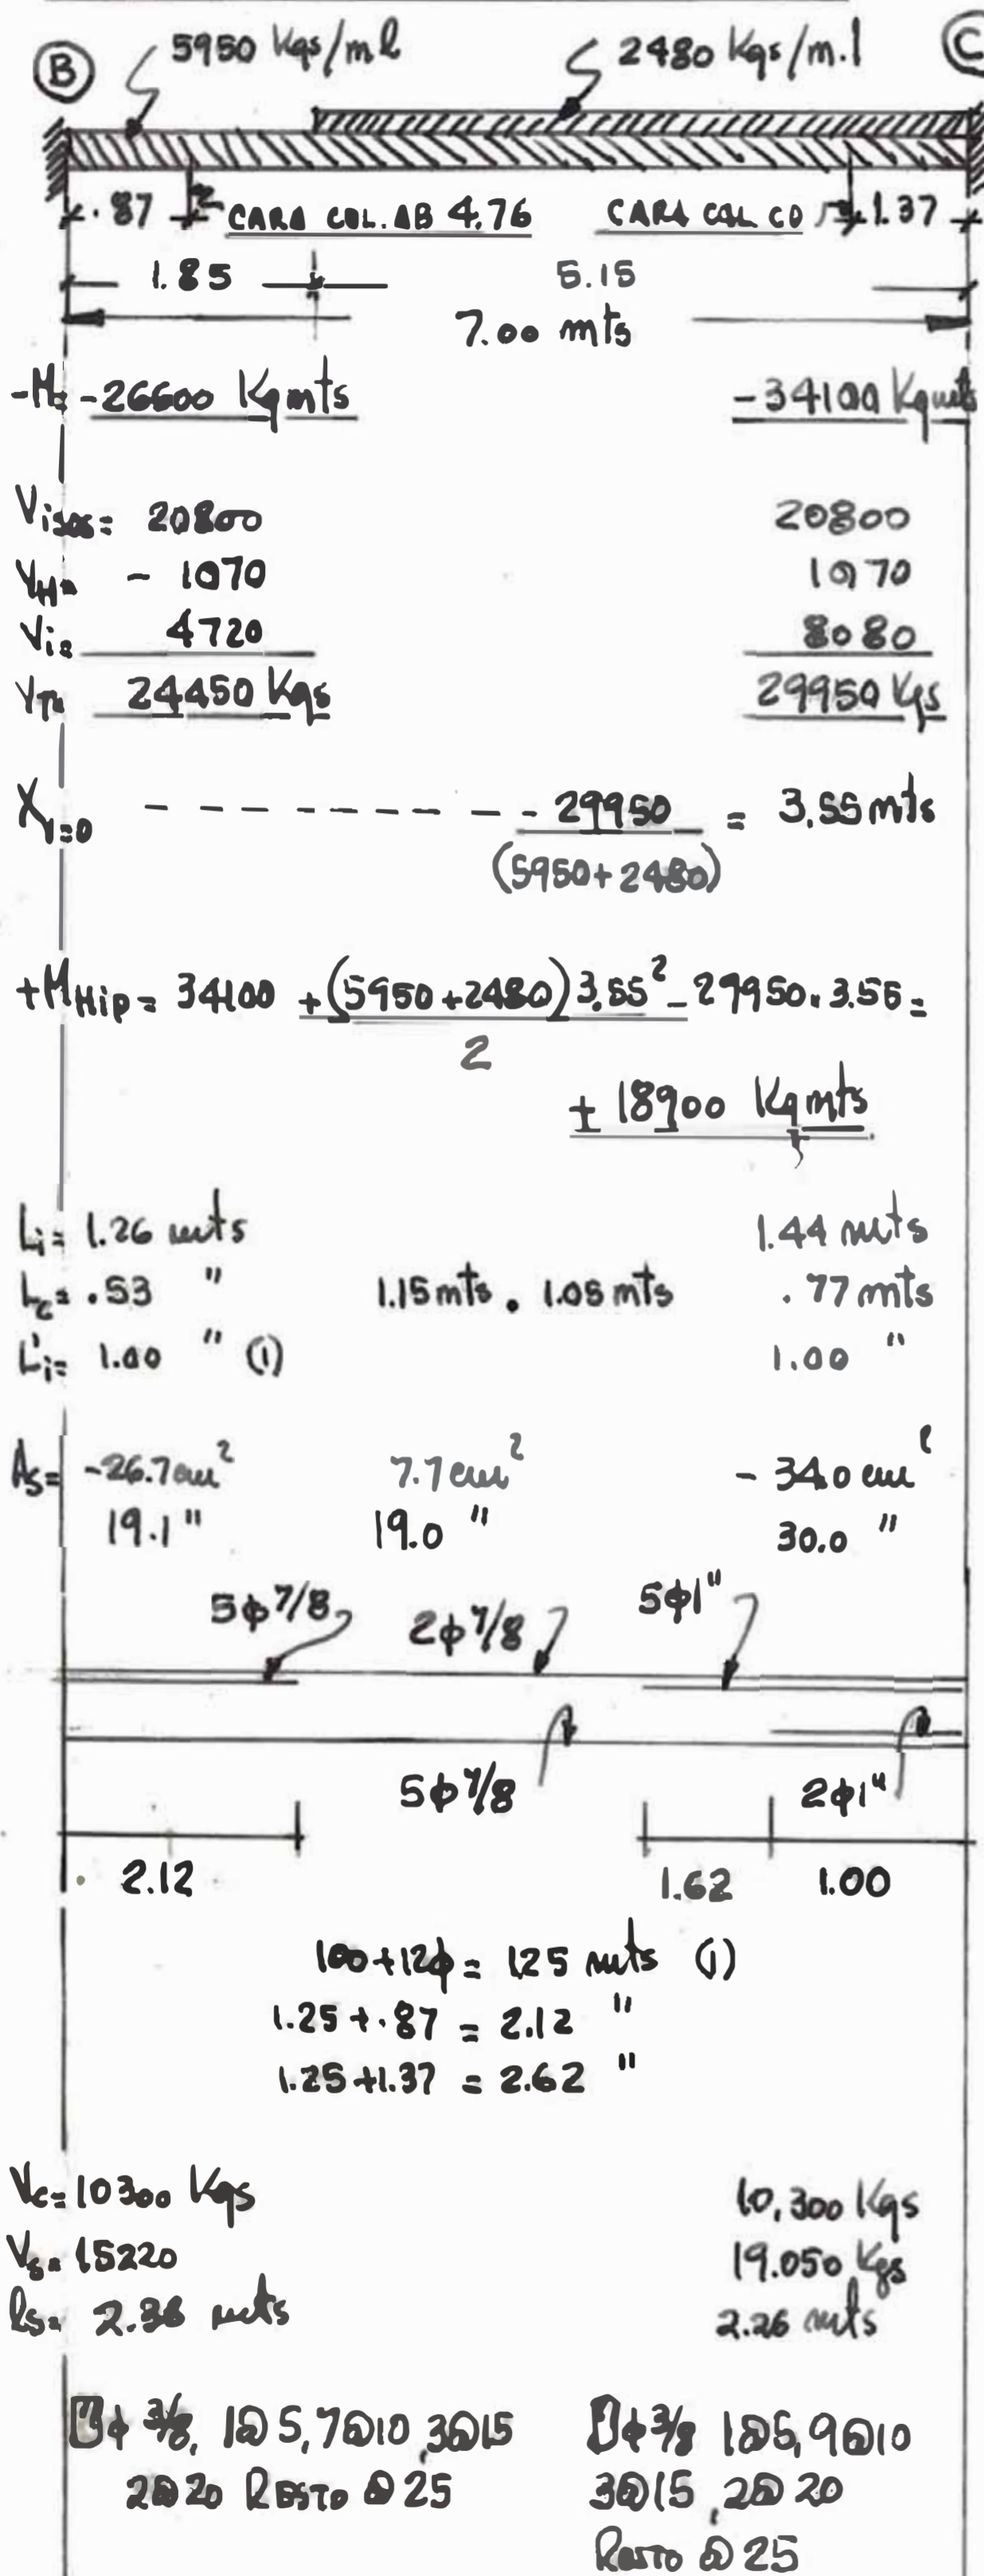 B 5950 Kgs/ml 2480 Kgs/m.l C
.87 CARA COL. AB 4.76 CARA COL CD 1.37
1.85 5.15
7.00 mts
-M= -26600 Kgmts -34100 Kgmts
Visos= 20800 20800
VH= - 1070 1070
Vi= 4720 8080
VT= 24450 Kgs 29950 Kgs
XV=0 - - - - - - - - - 29950 = 3.55 mts
(5950+2480)
+MHip= 34100 +(5950+2480)3.55² - 29950 . 3.55 =
2
+ 18900 Kgmts
Li= 1.26 mts 1.44 mts
Lc= .53 " 1.15 mts . 1.05 mts .77 mts
L'i= 1.00 " (1) 1.00 "
As= -26.7 cm² 7.7 cm² - 34.0 cm²
19.1 " 19.0 " 30.0 "
5ϕ7/8 2ϕ7/8 5ϕ1"
5ϕ7/8 2ϕ1"
2.12 1.62 1.00
100+12ϕ = 1.25 mts (1)
1.25+.87 = 2.12 "
1.25+1.37 = 2.62 "
Vc= 10300 Kgs 10,300 Kgs
Vs= 15220 19.050 Kgs
ls= 2.38 mts 2.26 mts
ϕ 3/8, 1@5, 7@10, 3@15 ϕ 3/8 1@5, 9@10
2@20 Resto @ 25 3@15, 2@20
Resto @ 25